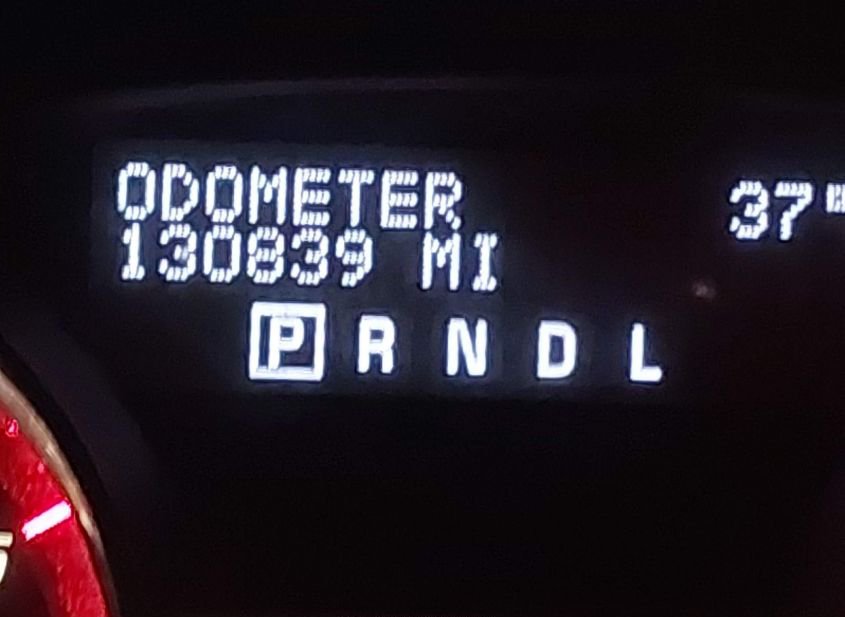 ODOMETER
37°
130839 MI
P R N D L